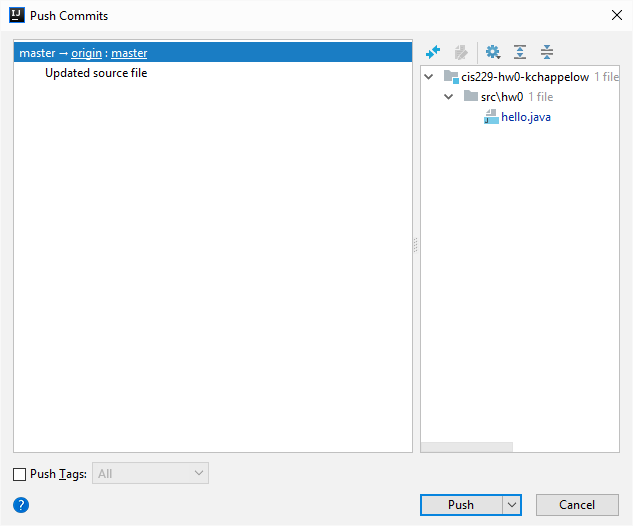 IJ Push Commits
master → origin : master
Updated source file
cis229-hw0-kchappelow 1 file
src\hw0 1 file
J hello.java
Push Tags: All
?
Push
Cancel